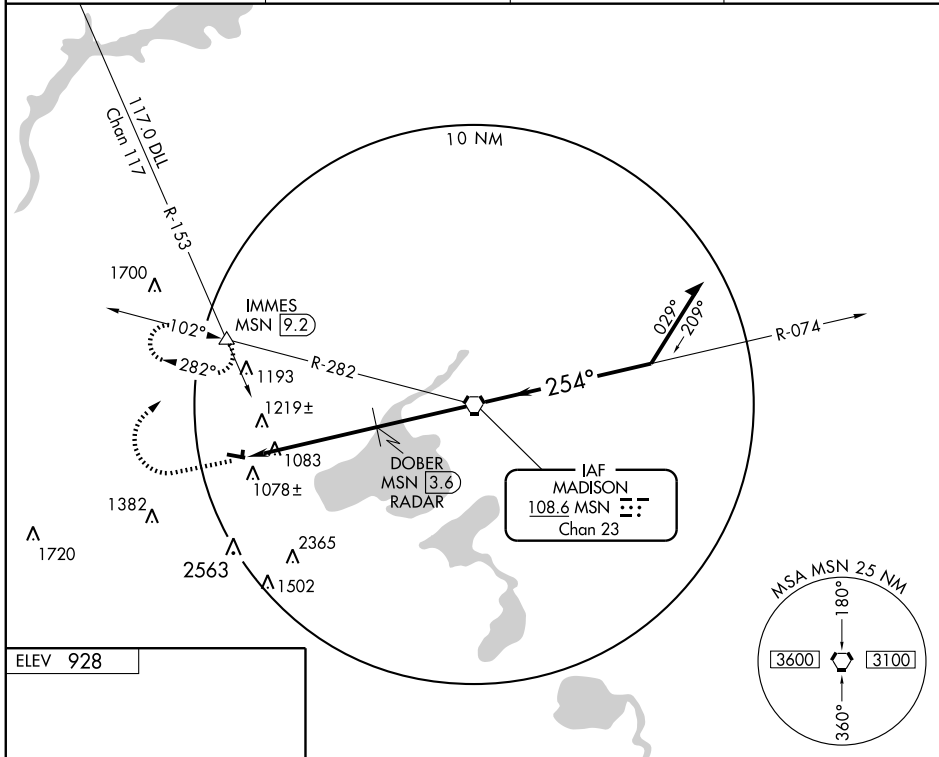 117.0 DLL
Chan 117
R-153
10 NM
1700
IMMES
MSN 9.2
102°
282°
R-282
1193
1219±
1083
1078±
029°
209°
R-074
254°
DOBER
MSN 3.6
RADAR
IAF
MADISON
108.6 MSN
Chan 23
1382
1720
2563
2365
1502
MSA MSN 25 NM
180°
3600
3100
360°
ELEV 928